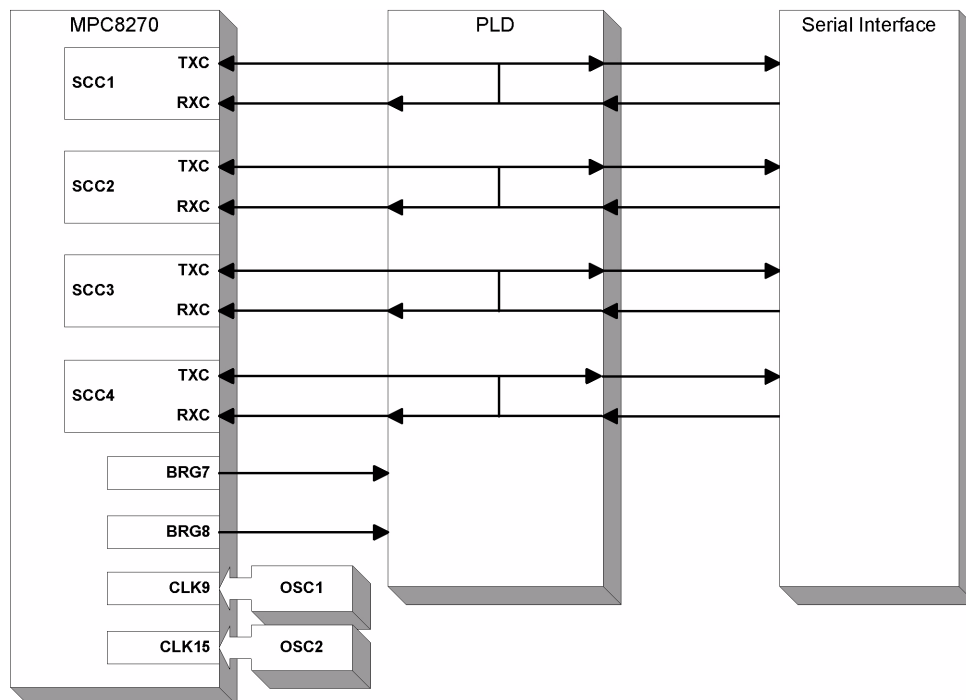 MPC8270
PLD
Serial Interface
SCC1
TXC
RXC
SCC2
TXC
RXC
SCC3
TXC
RXC
SCC4
TXC
RXC
BRG7
BRG8
CLK9
OSC1
CLK15
OSC2